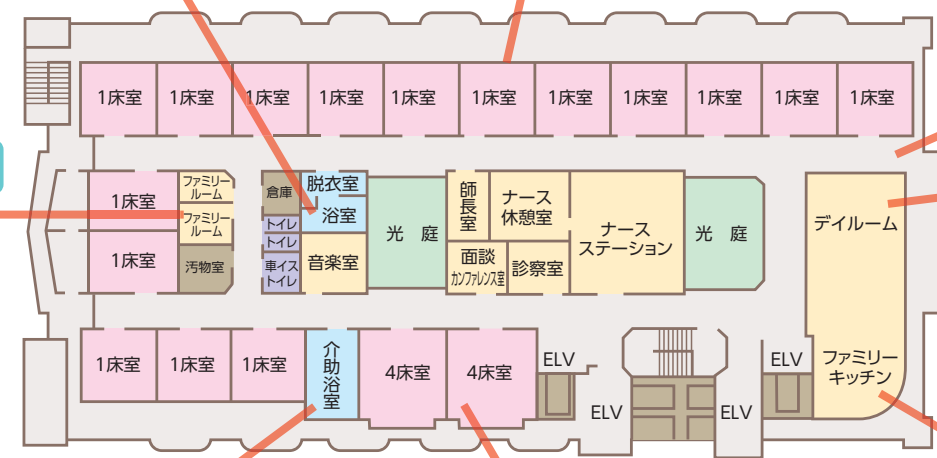 1床室
1床室
1床室
1床室
1床室
1床室
1床室
1床室
1床室
1床室
1床室
1床室
ファミリー
ルーム
ファミリー
ルーム
1床室
汚物室
倉庫
トイレ
トイレ
車イス
トイレ
脱衣室
浴室
音楽室
光 庭
師長室
ナース
休憩室
面談
カンファレンス室
診察室
ナース
ステーション
光 庭
デイルーム
ファミリー
キッチン
1床室
1床室
1床室
介助浴室
4床室
4床室
ELV
ELV
ELV
ELV